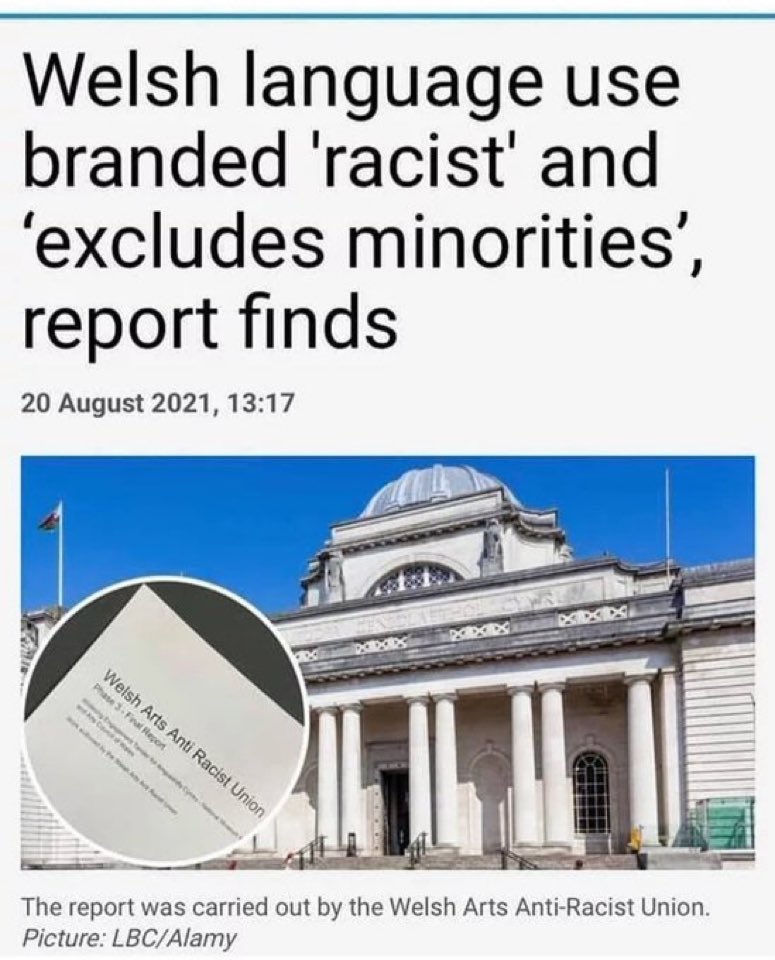 Welsh language use
branded 'racist' and
‘excludes minorities’,
report finds
20 August 2021, 13:17
Welsh Arts Anti Racist Union
Phase 3 - Final Report
The report was carried out by the Welsh Arts Anti-Racist Union.
Picture: LBC/Alamy